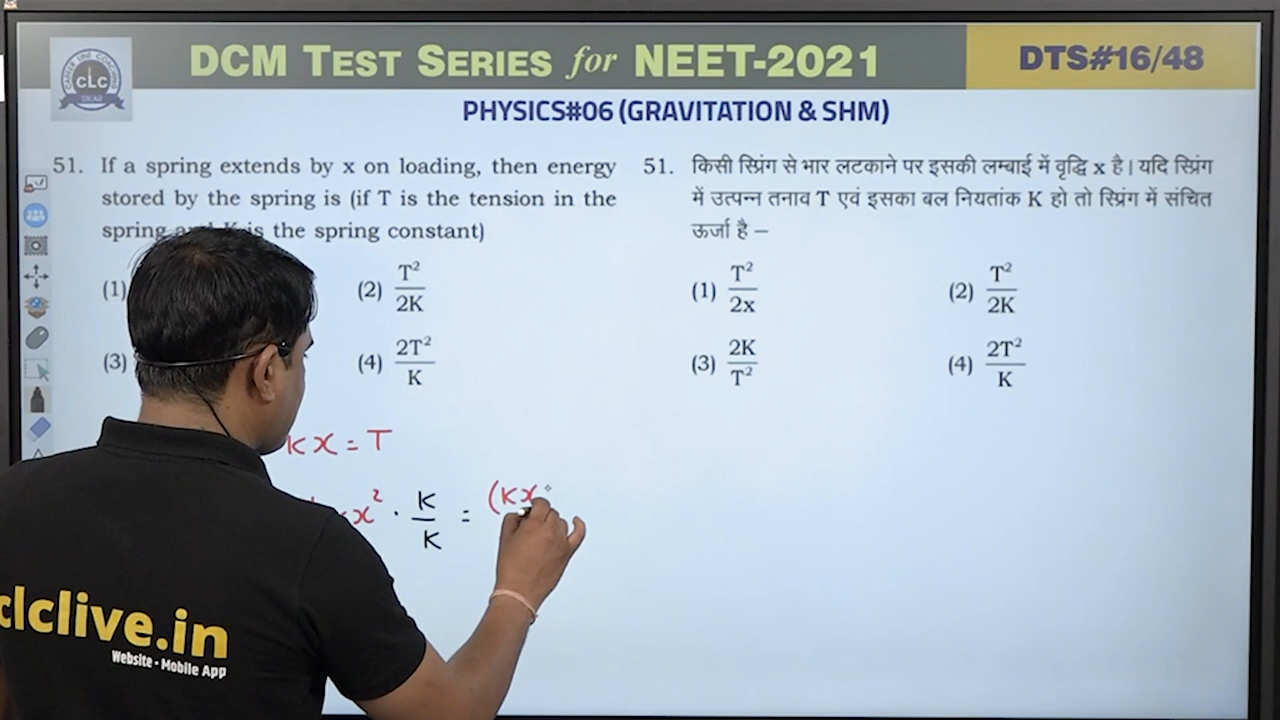 DCM TEST SERIES for NEET-2021
DTS#16/48
CLC
SIKAR
PHYSICS#06 (GRAVITATION & SHM)
51. If a spring extends by x on loading, then energy
stored by the spring is (if T is the tension in the
spring and K is the spring constant)
(1)
(2) T²/2K
(3)
(4) 2T²/K
51. किसी स्प्रिंग से भार लटकाने पर इसकी लम्बाई में वृद्धि x है। यदि स्प्रिंग
में उत्पन्न तनाव T एवं इसका बल नियतांक K हो तो स्प्रिंग में संचित
ऊर्जा है –
(1) T²/2x
(2) T²/2K
(3) 2K/T²
(4) 2T²/K
KX = T
x² · K/K = (Kx
clclive.in
Website • Mobile App